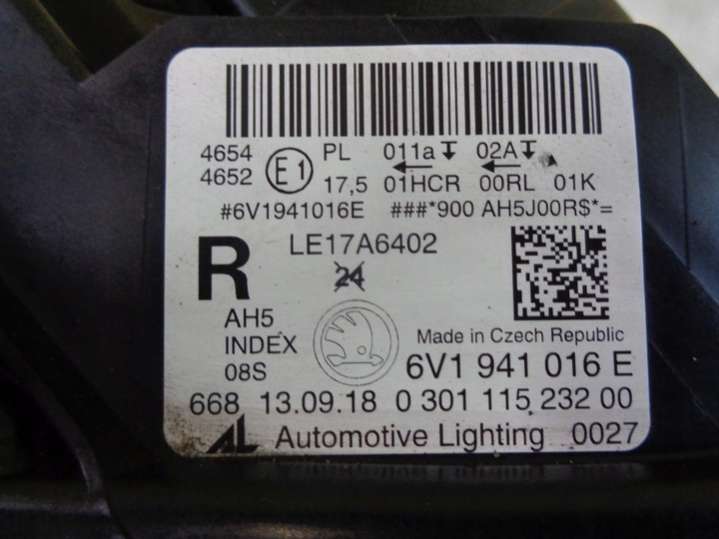 4654 E1 PL 011a 02A
4652 17,5 01HCR 00RL 01K
#6V1941016E ###*900 AH5J00R$*=
R LE17A6402
24
AH5
INDEX
08S
Made in Czech Republic
6V1 941 016 E
668 13.09.18 0 301 115 232 00
AL Automotive Lighting 0027